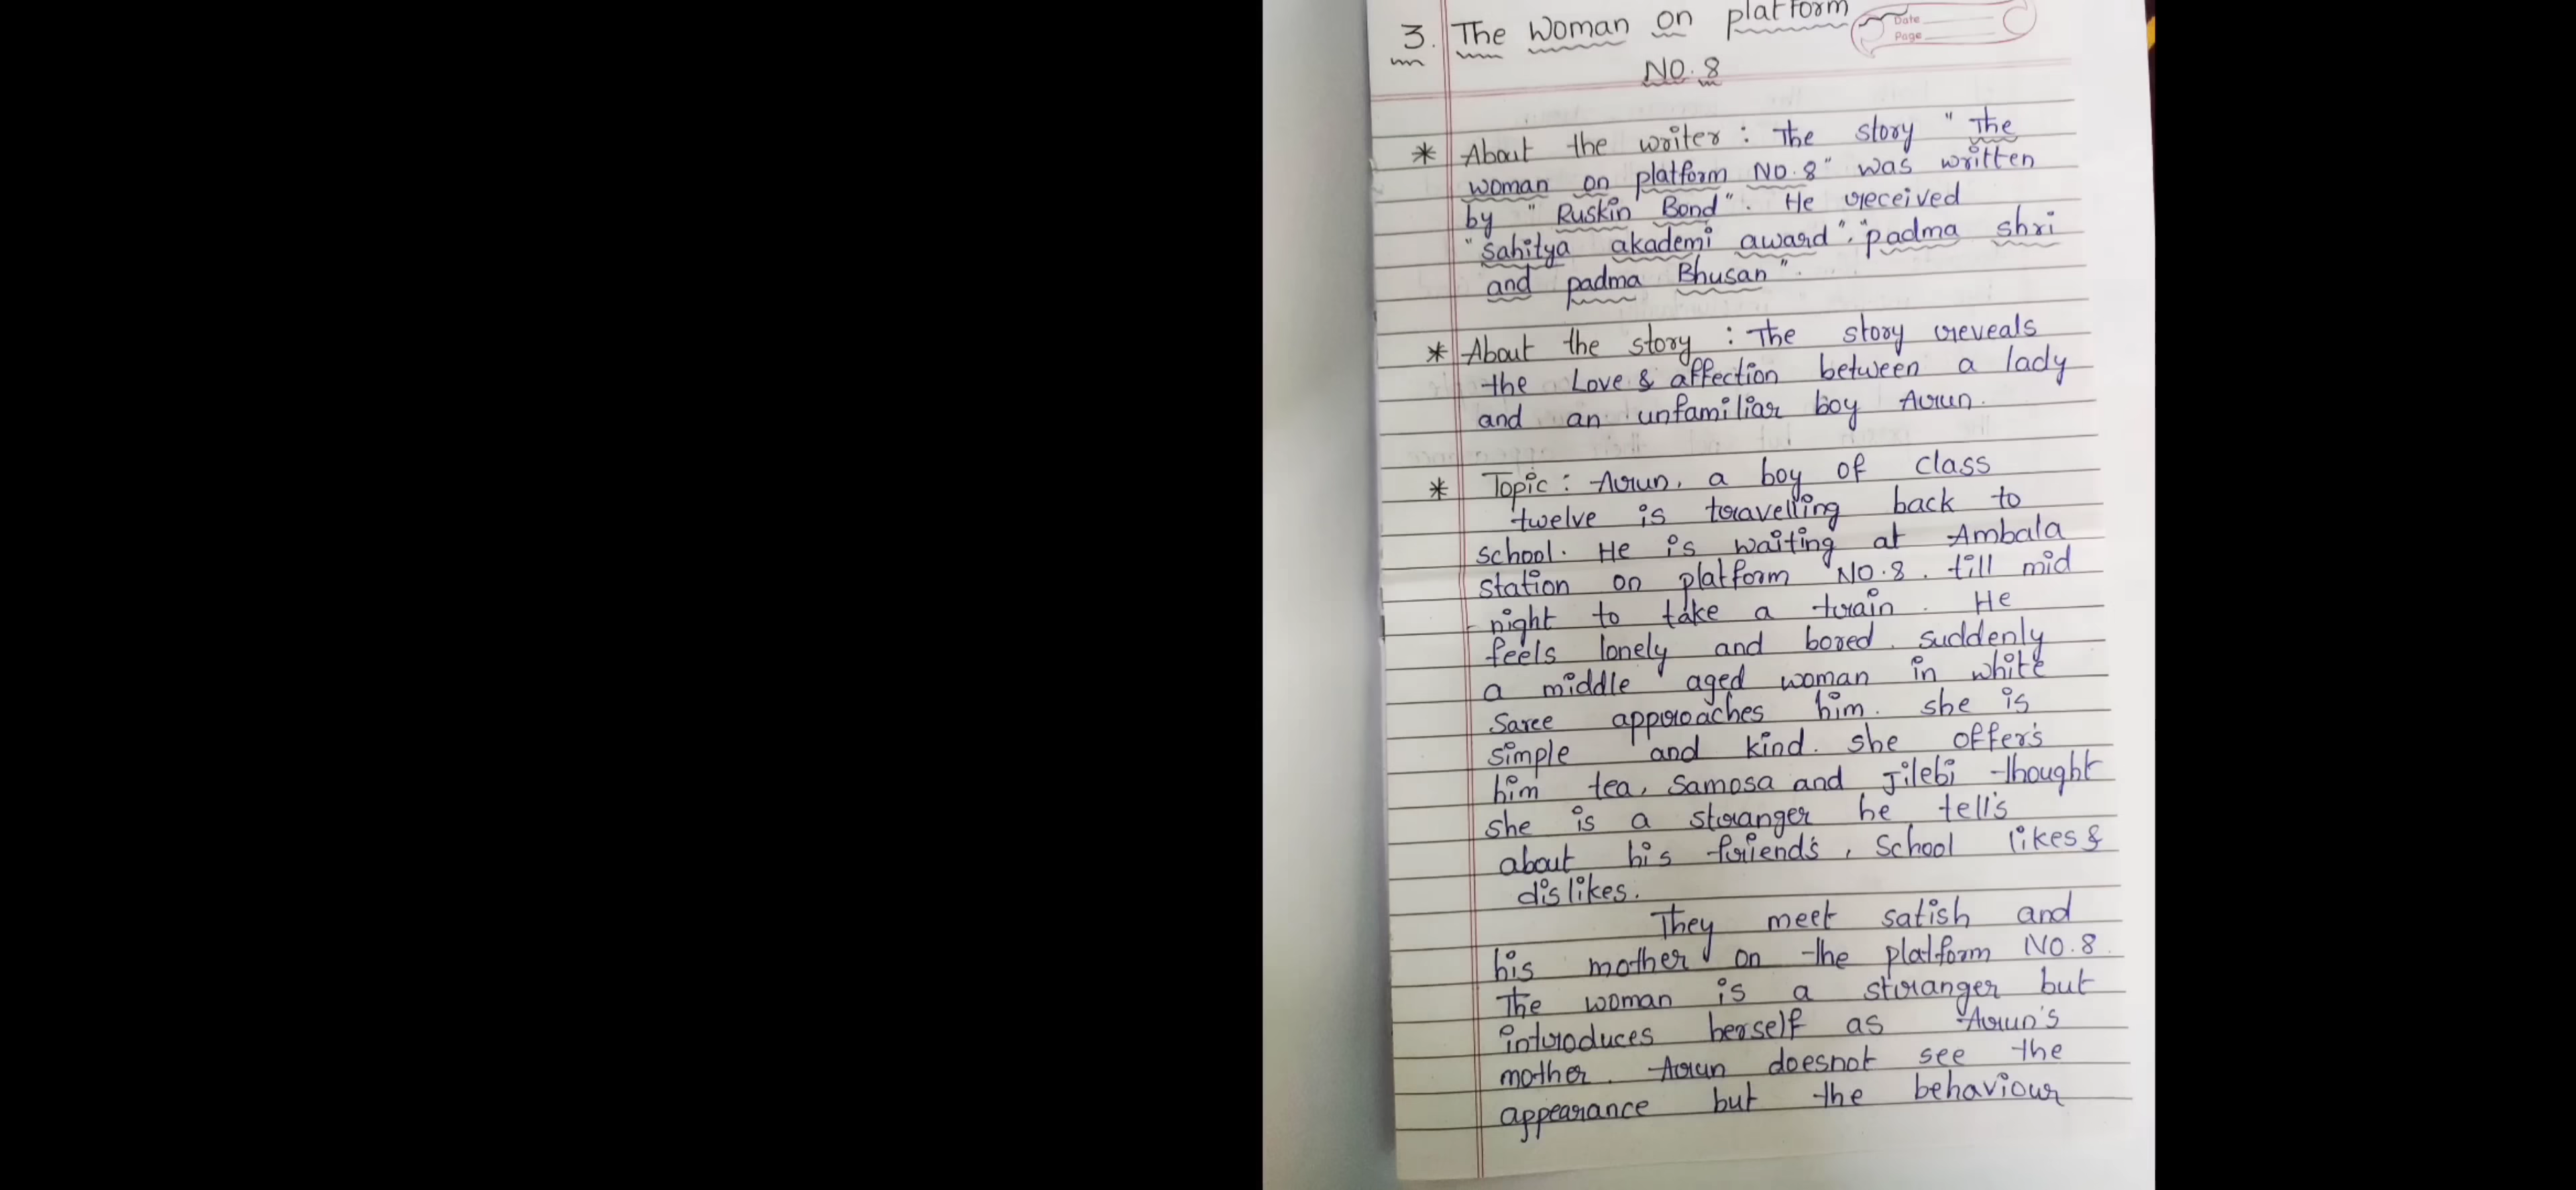 3. The Woman on platform
Date
Page
NO. 8
* About the writer : The story " The
woman on platform NO. 8 " was written
by " Ruskin Bond ". He received
" Sahitya akademi award ", " padma shri
and padma Bhusan ".
* About the story : The story reveals
the Love & affection between a lady
and an unfamiliar boy Arun.
* Topic : Arun, a boy of class
twelve is travelling back to
school. He is waiting at Ambala
station on platform NO.8. till mid
night to take a train. He
feels lonely and bored. suddenly
a middle aged woman in white
Saree approaches him. she is
simple and kind. she offer's
him tea, Samosa and Jilebi thought
she is a stranger he tell's
about his friend's, School likes &
dislikes.
They meet satish and
his mother on the platform NO.8.
The woman is a stranger but
introduces herself as Arun's
mother. Arun doesnot see the
appearance but the behaviour